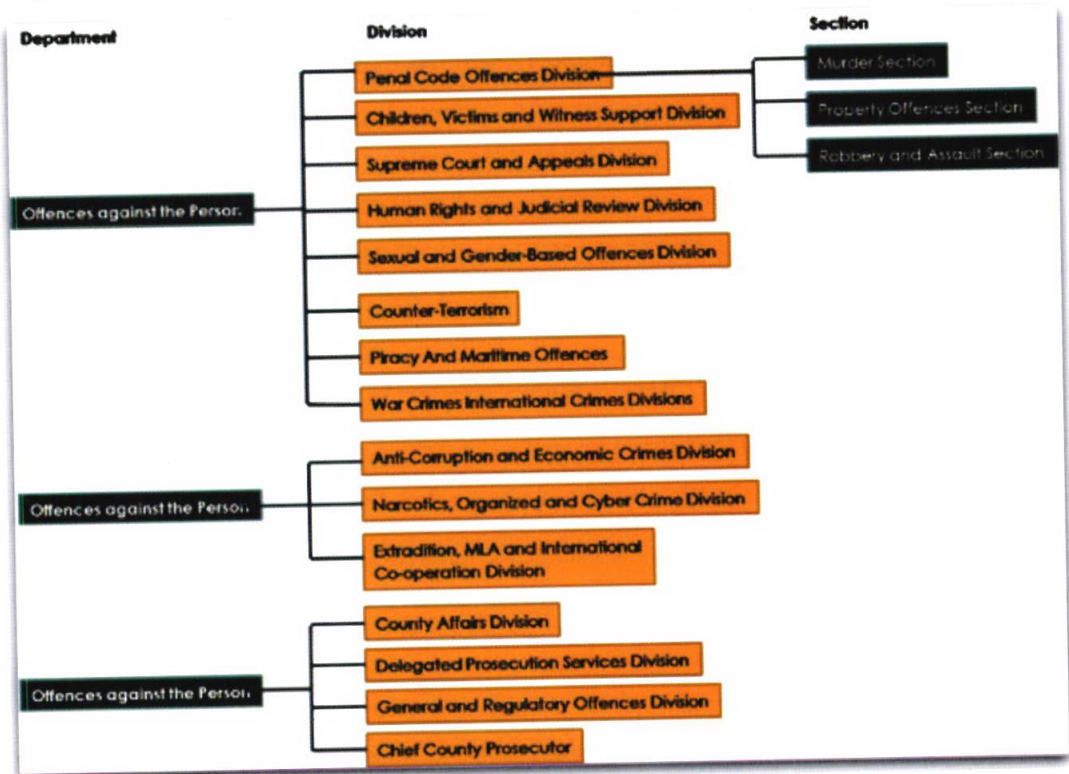 Department
Division
Section
Penal Code Offences Division
Murder Section
Children, Victims and Witness Support Division
Property Offences Section
Supreme Court and Appeals Division
Robbery and Assault Section
Offences against the Person
Human Rights and Judicial Review Division
Sexual and Gender-Based Offences Division
Counter-Terrorism
Piracy And Maritime Offences
War Crimes International Crimes Divisions
Anti-Corruption and Economic Crimes Division
Offences against the Person
Narcotics, Organized and Cyber Crime Division
Extradition, MLA and International
Co-operation Division
County Affairs Division
Delegated Prosecution Services Division
Offences against the Person
General and Regulatory Offences Division
Chief County Prosecutor